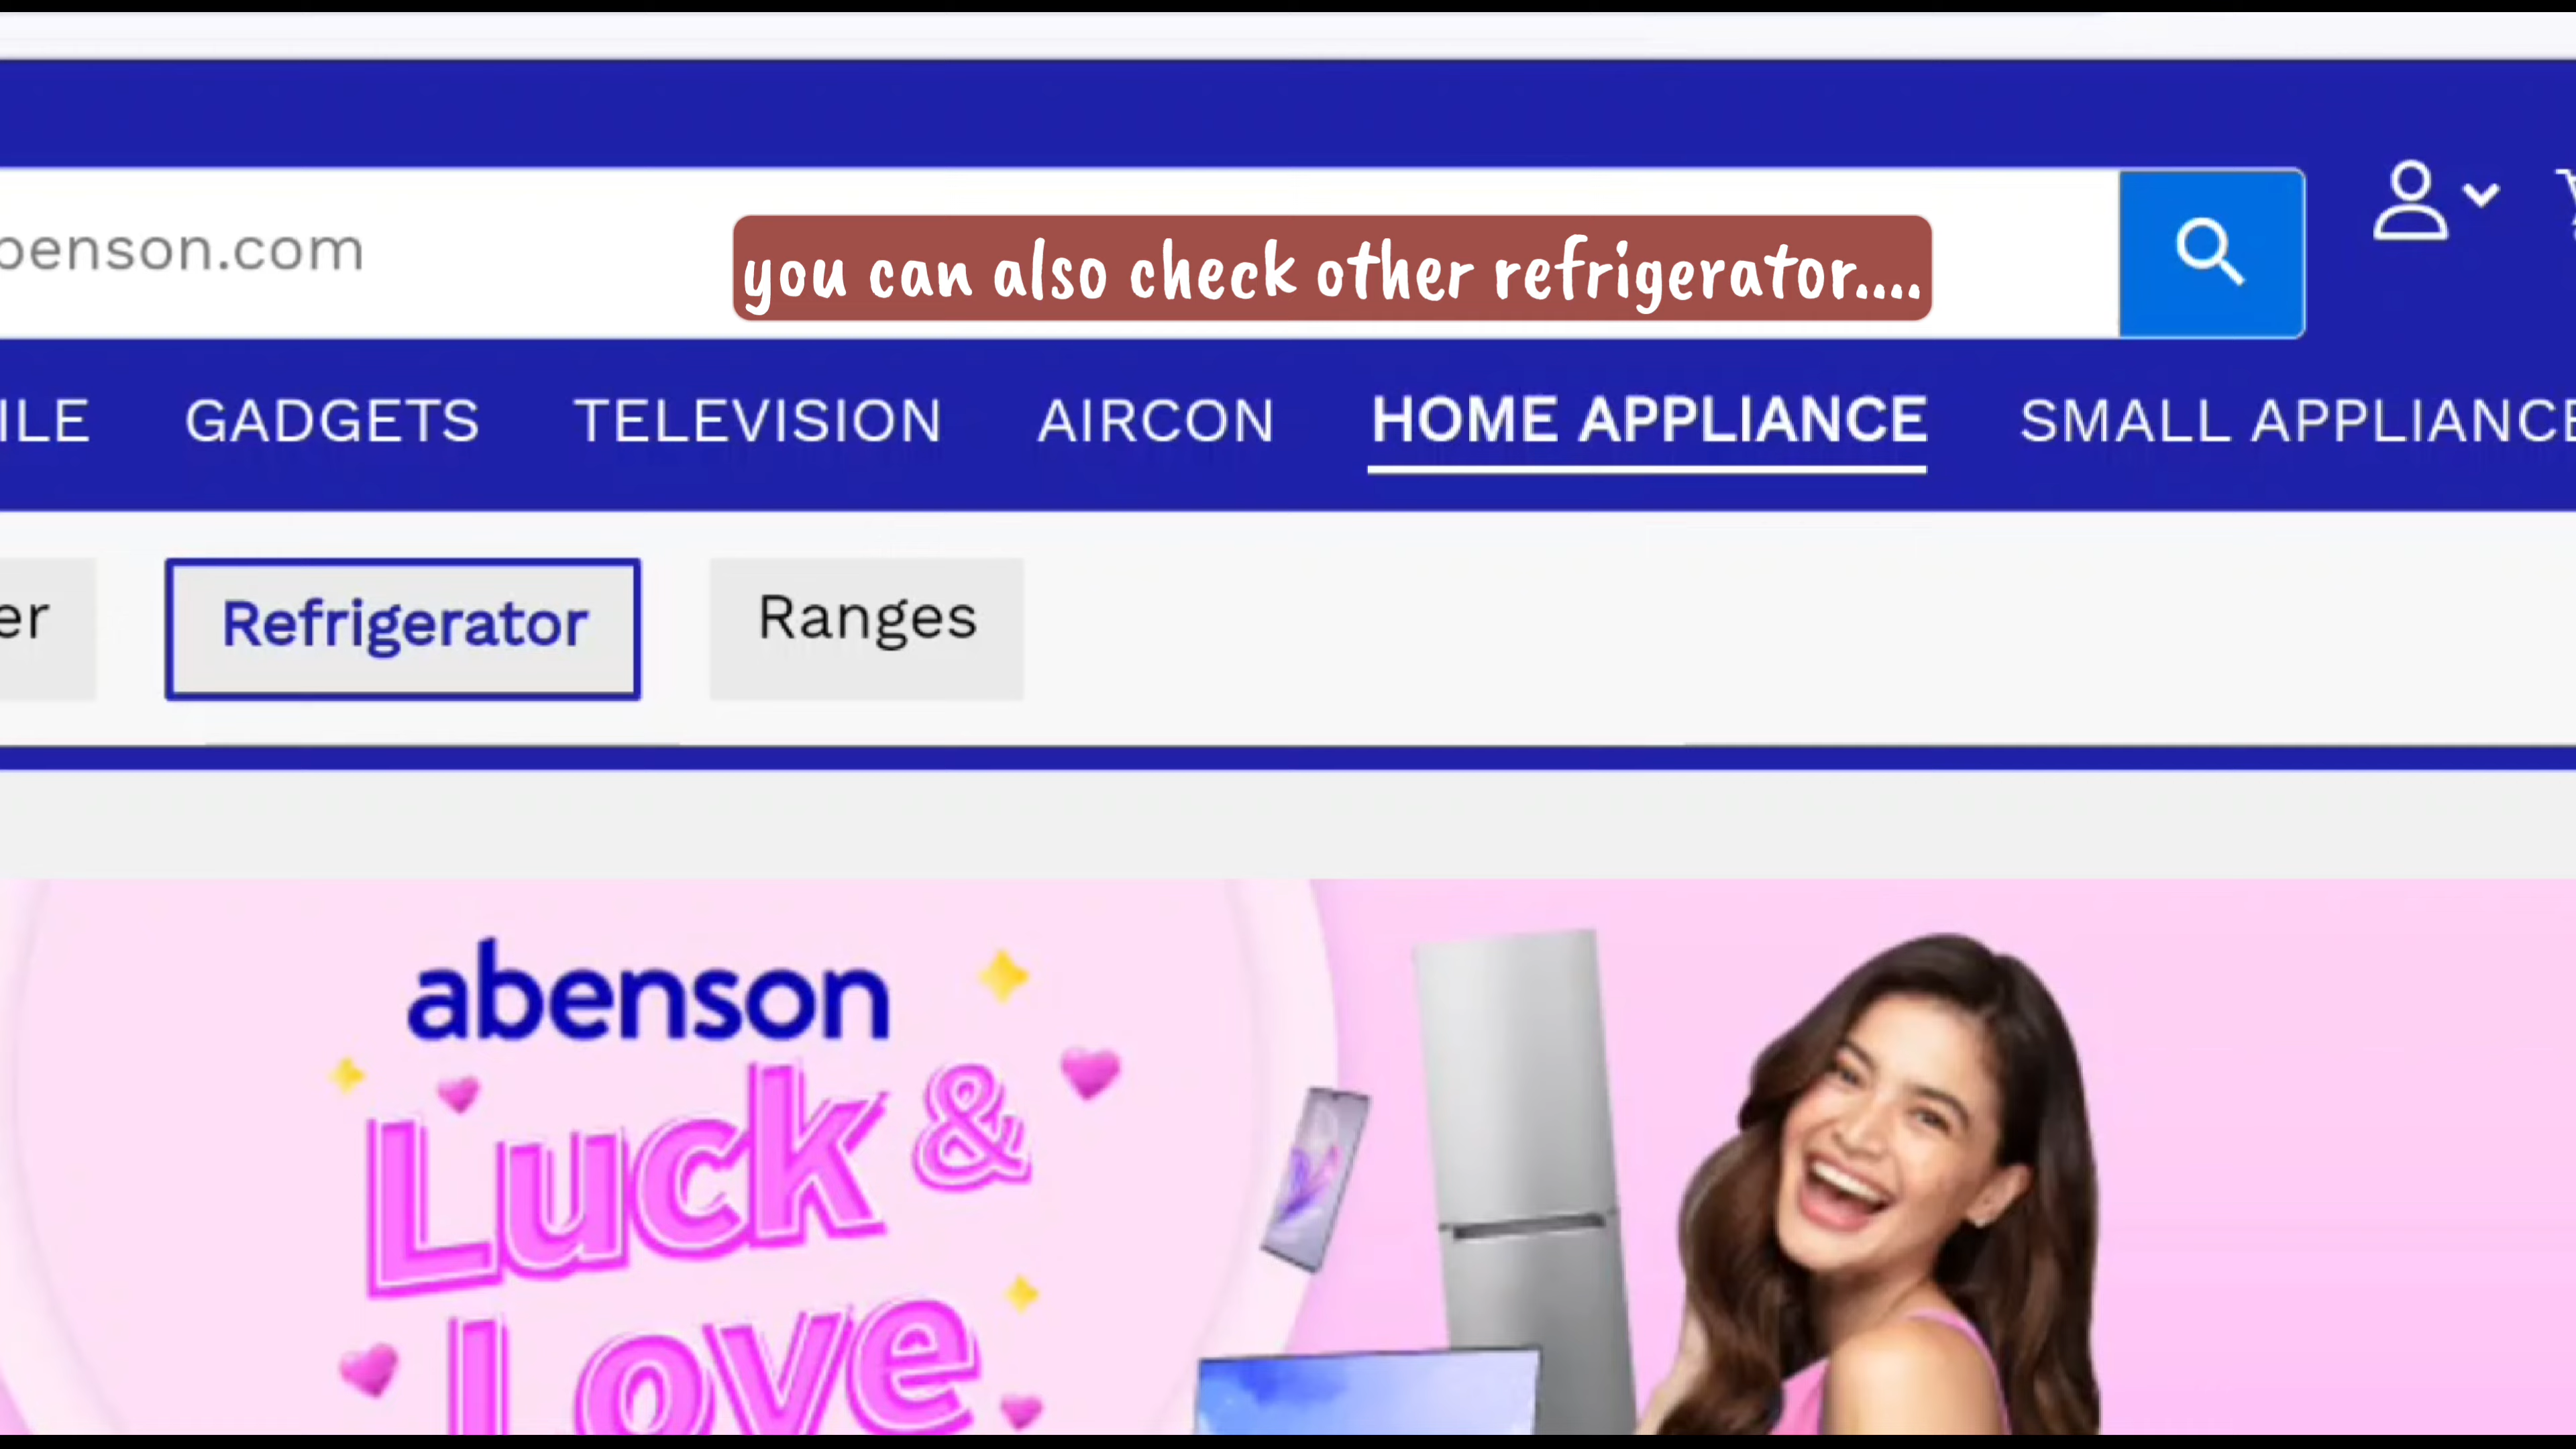 you can also check other refrigerator....
benson.com
ILE GADGETS TELEVISION AIRCON HOME APPLIANCE SMALL APPLIANCE
er Refrigerator Ranges
abenson
Luck &
Love